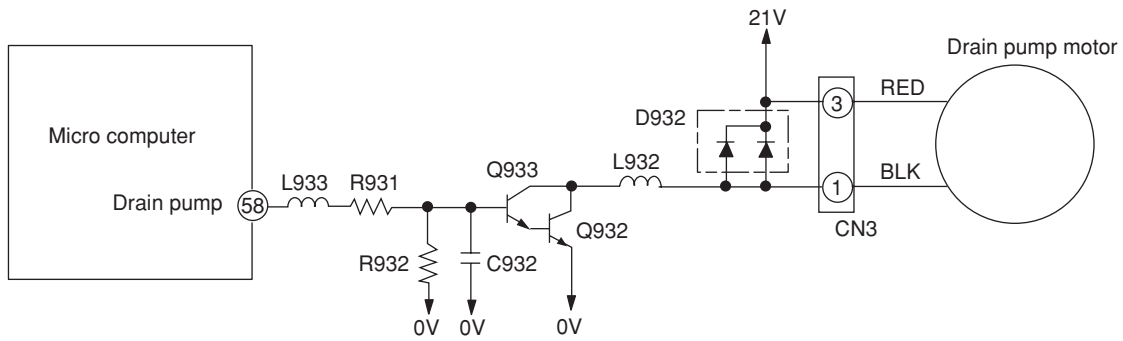 21V
Drain pump motor
Micro computer
Drain pump
58
L933
R931
Q933
L932
D932
3
RED
1
BLK
CN3
Q932
R932
C932
0V
0V
0V